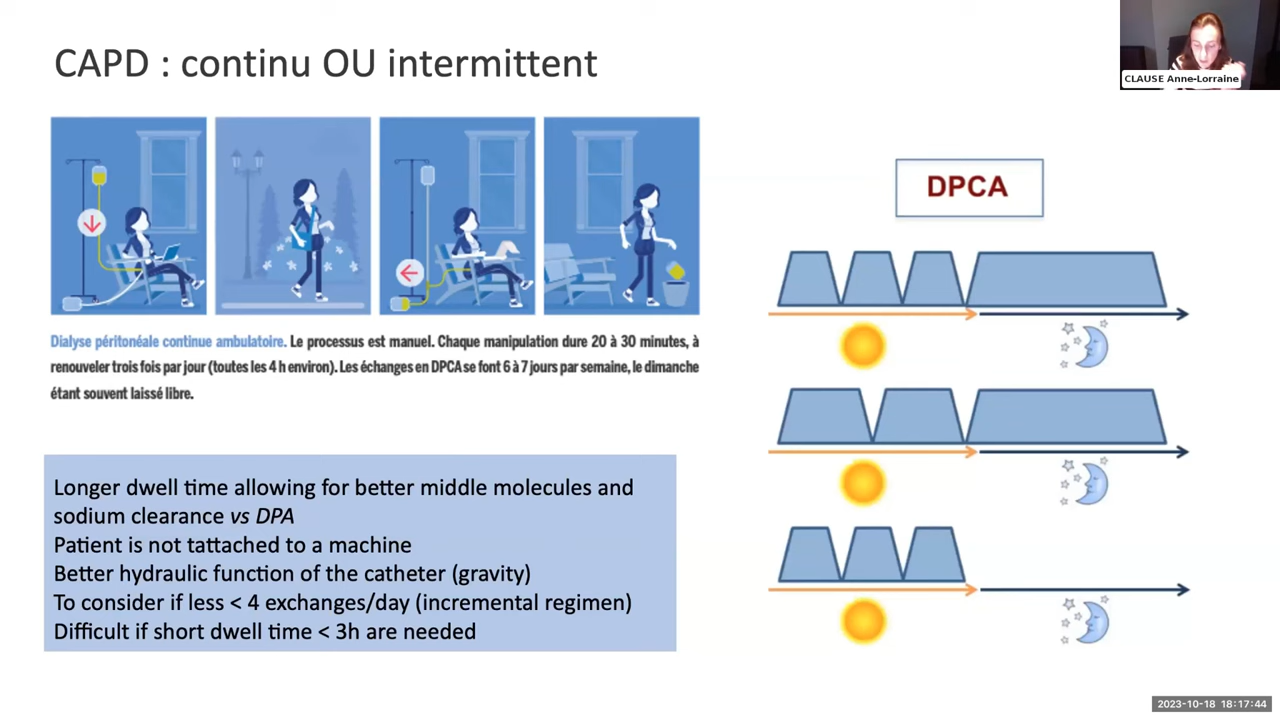 CAPD : continu OU intermittent
CLAUSE Anne-Lorraine
DPCA
Dialyse péritonéale continue ambulatoire. Le processus est manuel. Chaque manipulation dure 20 à 30 minutes, à
renouveler trois fois par jour (toutes les 4 h environ). Les échanges en DPCA se font 6 à 7 jours par semaine, le dimanche
étant souvent laissé libre.
Longer dwell time allowing for better middle molecules and
sodium clearance vs DPA
Patient is not tattached to a machine
Better hydraulic function of the catheter (gravity)
To consider if less < 4 exchanges/day (incremental regimen)
Difficult if short dwell time < 3h are needed
2023-10-18 18:17:44